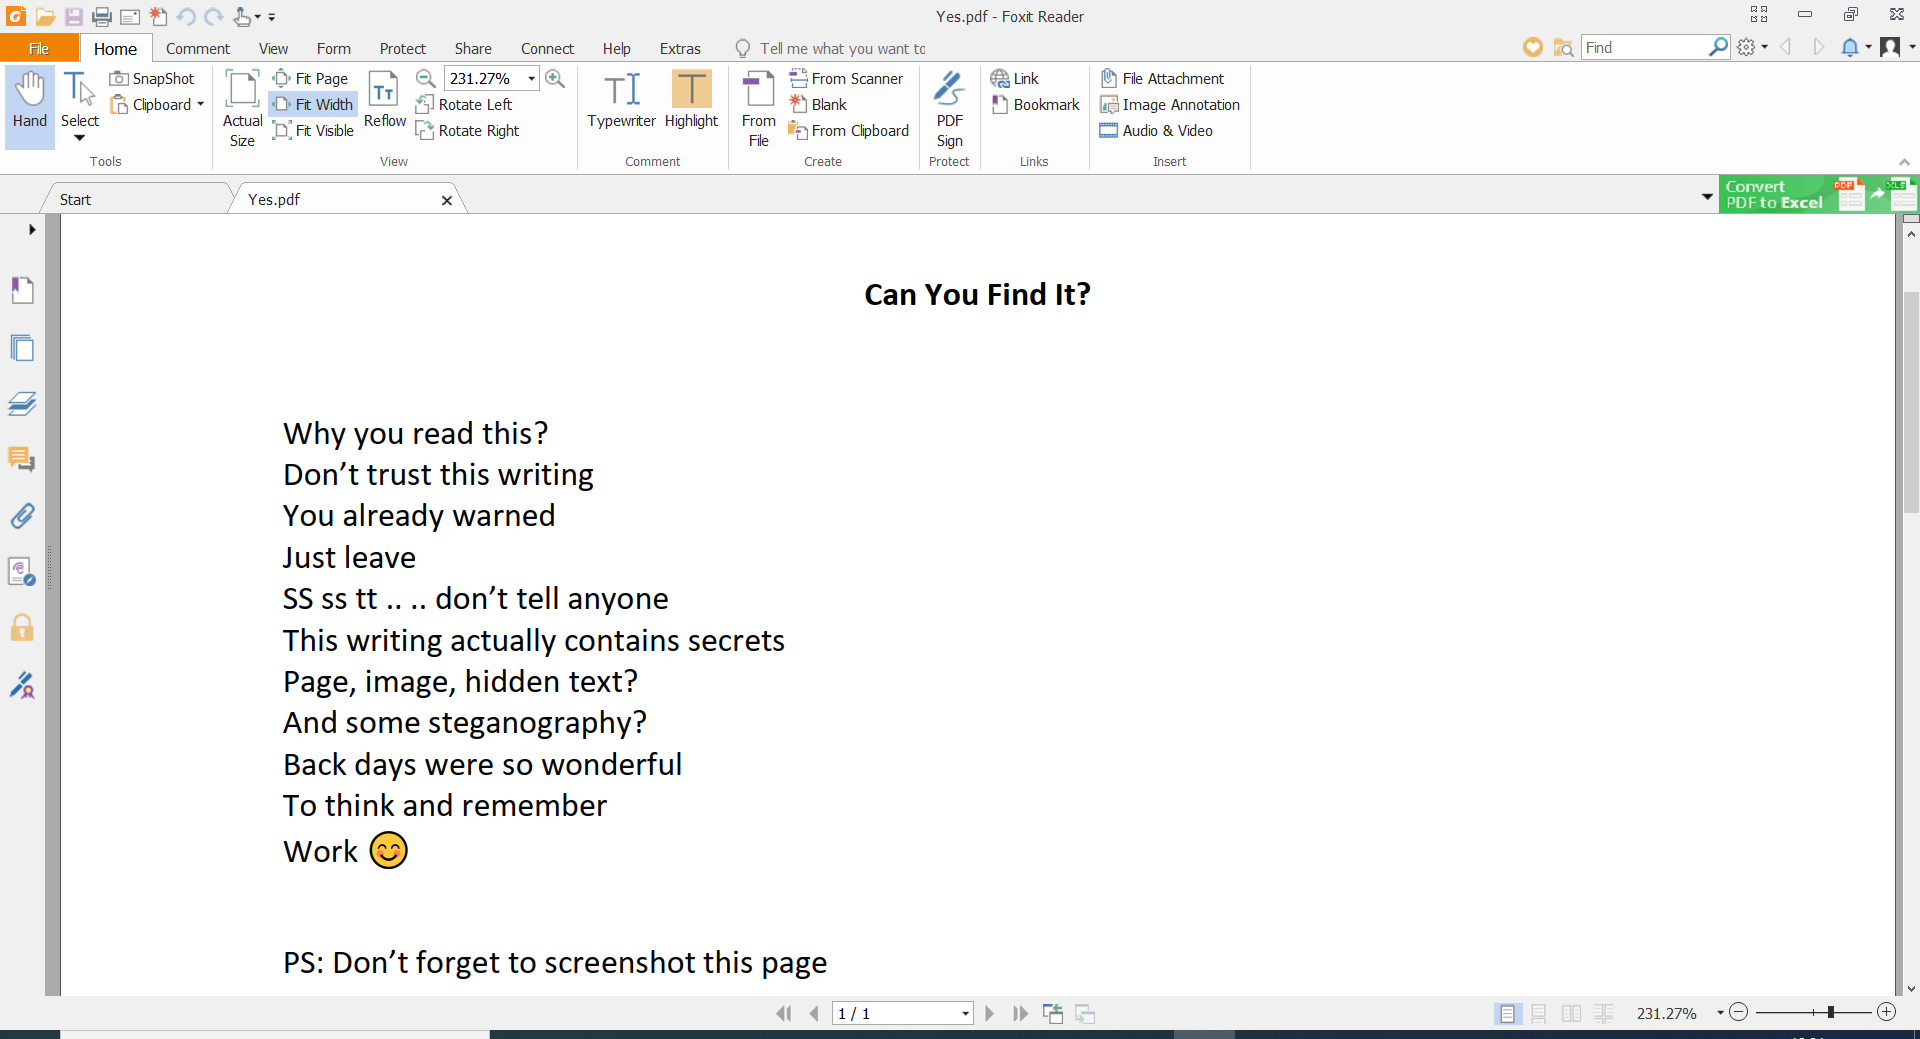 Yes.pdf - Foxit Reader
File Home Comment View Form Protect Share Connect Help Extras Tell me what you want to Find
Hand
Select
SnapShot
Clipboard
Tools
Actual Size
Fit Page
Fit Width
Fit Visible
Reflow
231.27%
Rotate Left
Rotate Right
View
Typewriter
Highlight
Comment
From File
From Scanner
Blank
From Clipboard
Create
PDF Sign
Protect
Link
Bookmark
Links
File Attachment
Image Annotation
Audio & Video
Insert
Start
Yes.pdf
Convert
PDF to Excel
PDF
XLS
Can You Find It?
Why you read this?
Don’t trust this writing
You already warned
Just leave
SS ss tt .. .. don’t tell anyone
This writing actually contains secrets
Page, image, hidden text?
And some steganography?
Back days were so wonderful
To think and remember
Work 😊
PS: Don’t forget to screenshot this page
1 / 1
231.27%